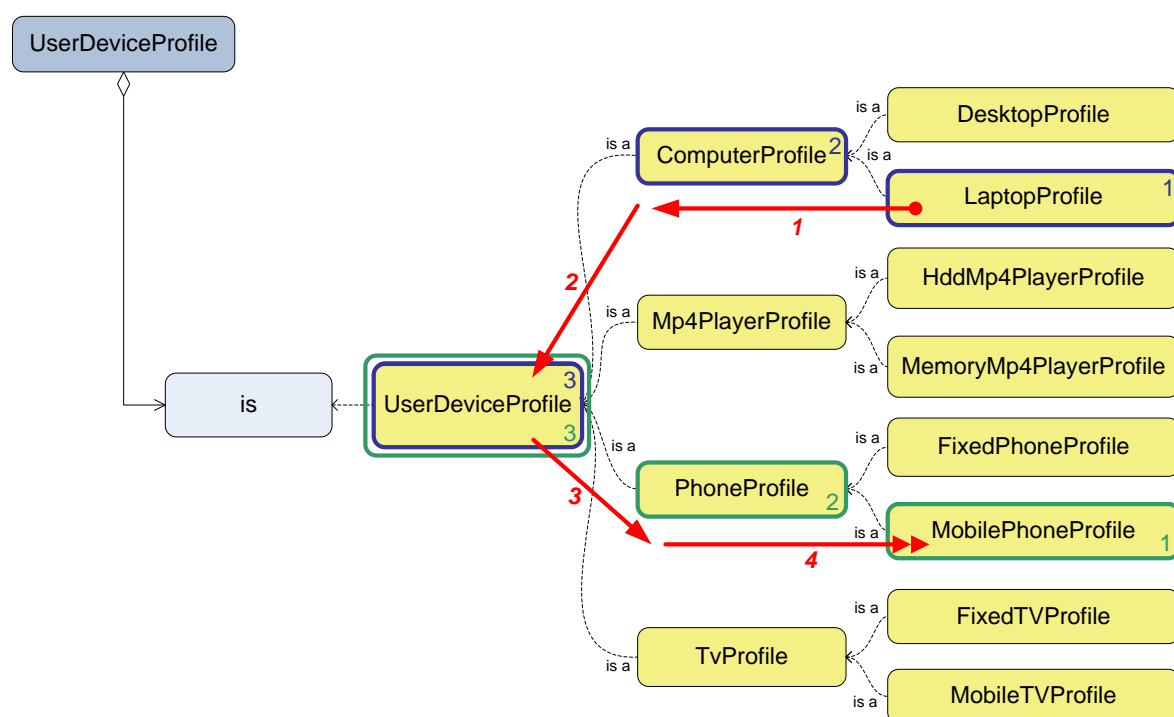 UserDeviceProfile
is a
DesktopProfile
is a
ComputerProfile
2
is a
LaptopProfile
1
1
2
is a
HddMp4PlayerProfile
is a
Mp4PlayerProfile
is a
MemoryMp4PlayerProfile
is
UserDeviceProfile
3
3
is a
FixedPhoneProfile
is a
PhoneProfile
2
3
is a
MobilePhoneProfile
1
4
is a
FixedTVProfile
is a
TvProfile
is a
MobileTVProfile